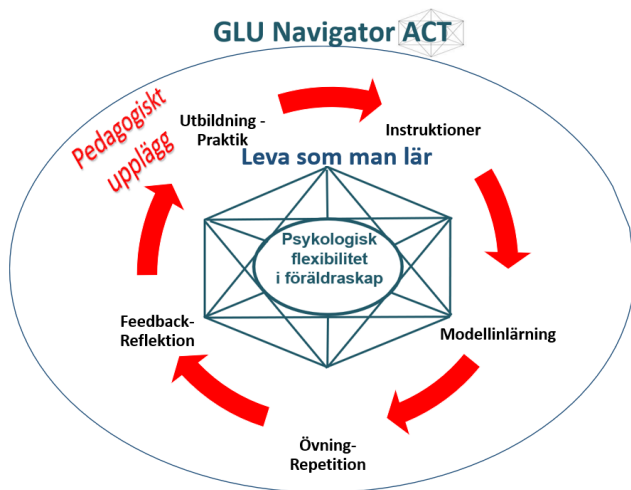 GLU Navigator ACT
Pedagogiskt
upplägg
Utbildning -
Praktik
Instruktioner
Leva som man lär
Psykologisk
flexibilitet
i föräldraskap
Feedback-
Reflektion
Modellinlärning
Övning-
Repetition